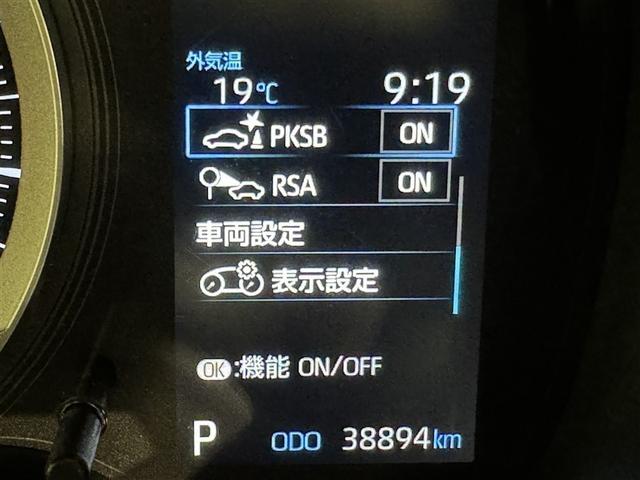 外気温
19℃ 9:19
PKSB ON
RSA ON
車両設定
表示設定
OK:機能 ON/OFF
P ODO 38894km